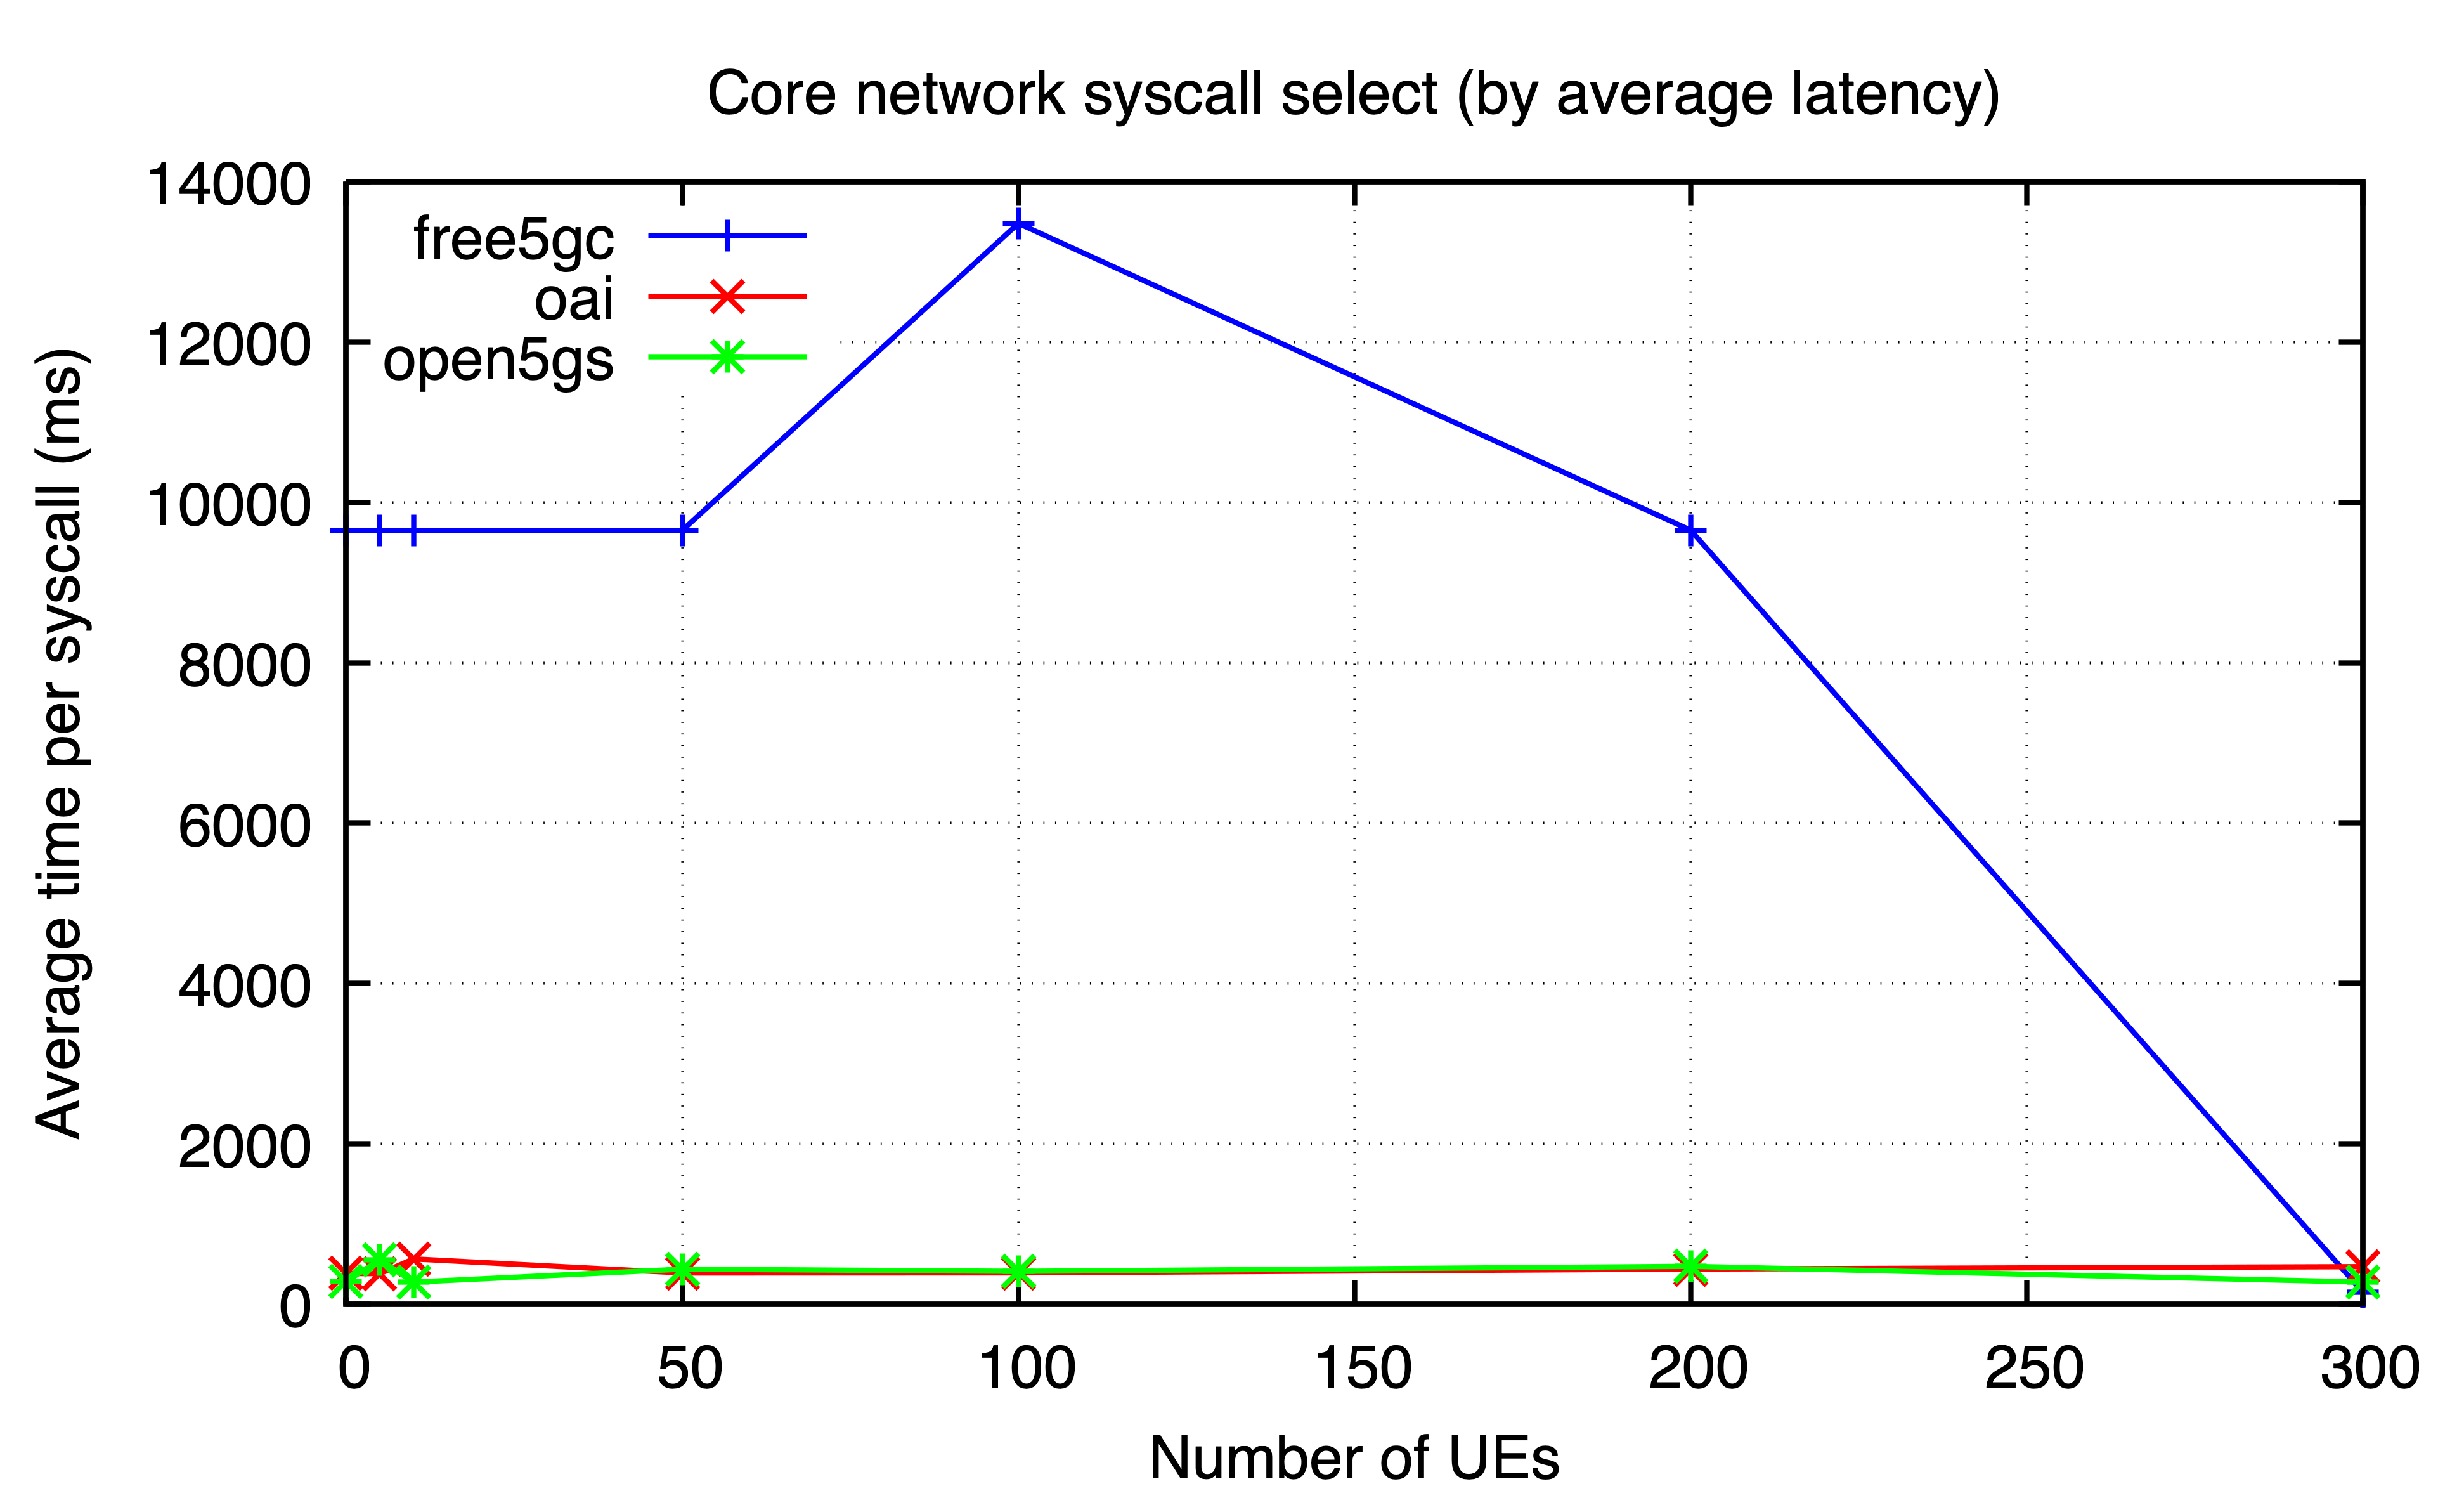 Core network syscall select (by average latency)
Average time per syscall (ms)
14000
12000
10000
8000
6000
4000
2000
0
free5gc
oai
open5gs
0 50 100 150 200 250 300
Number of UEs